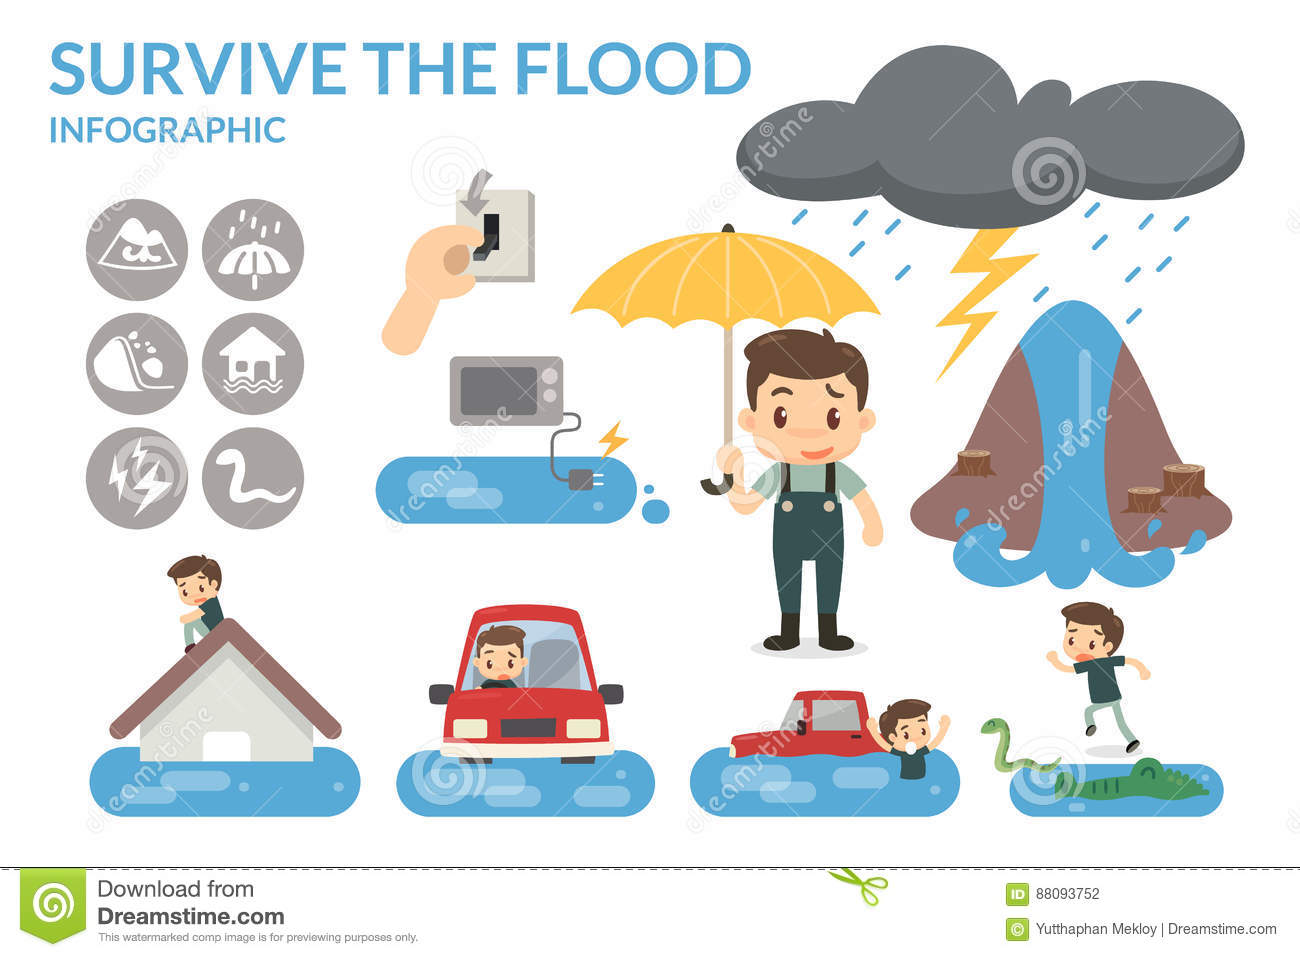 SURVIVE THE FLOOD
INFOGRAPHIC
Download from
Dreamstime.com
This watermarked comp image is for previewing purposes only.
ID 88093752
© Yutthaphan Mekloy | Dreamstime.com